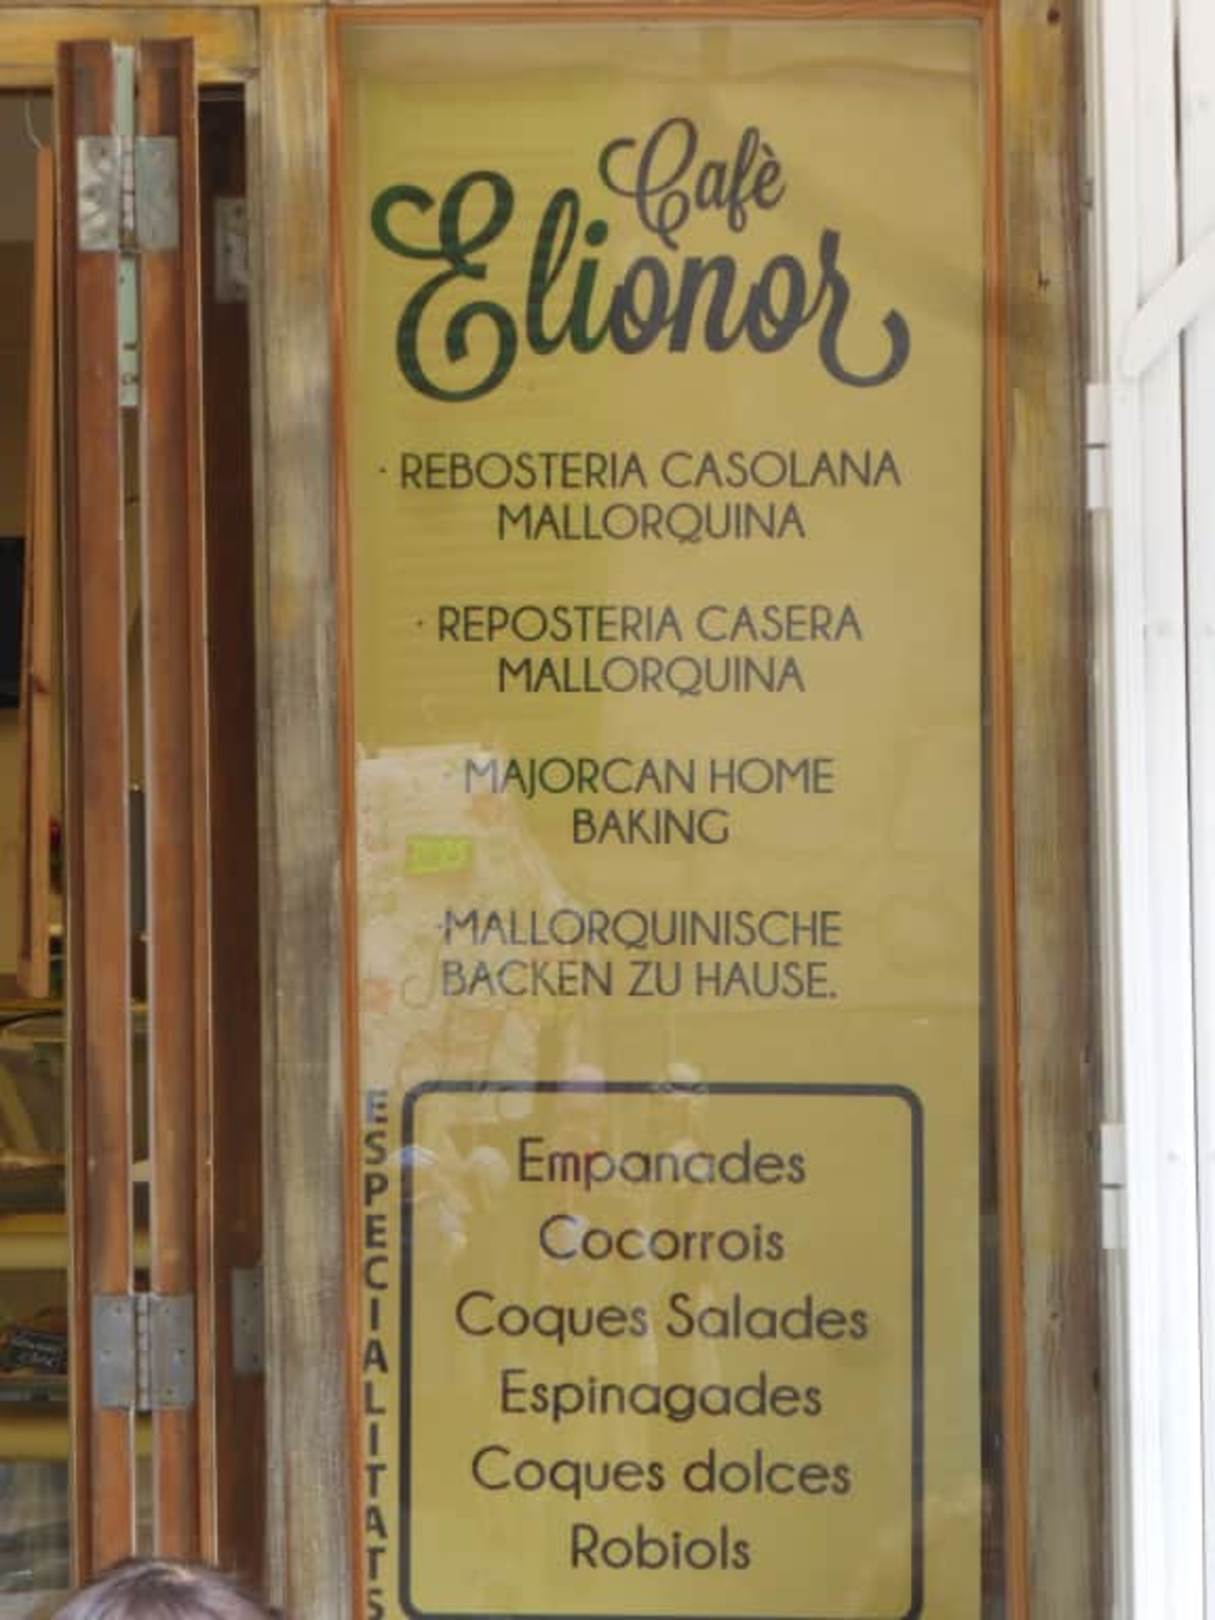 Cafè
Elionor
· REBOSTERIA CASOLANA
MALLORQUINA
· REPOSTERIA CASERA
MALLORQUINA
·MAJORCAN HOME
BAKING
·MALLORQUINISCHE
BACKEN ZU HAUSE.
ESPECIALITATS
Empanades
Cocorrois
Coques Salades
Espinagades
Coques dolces
Robiols